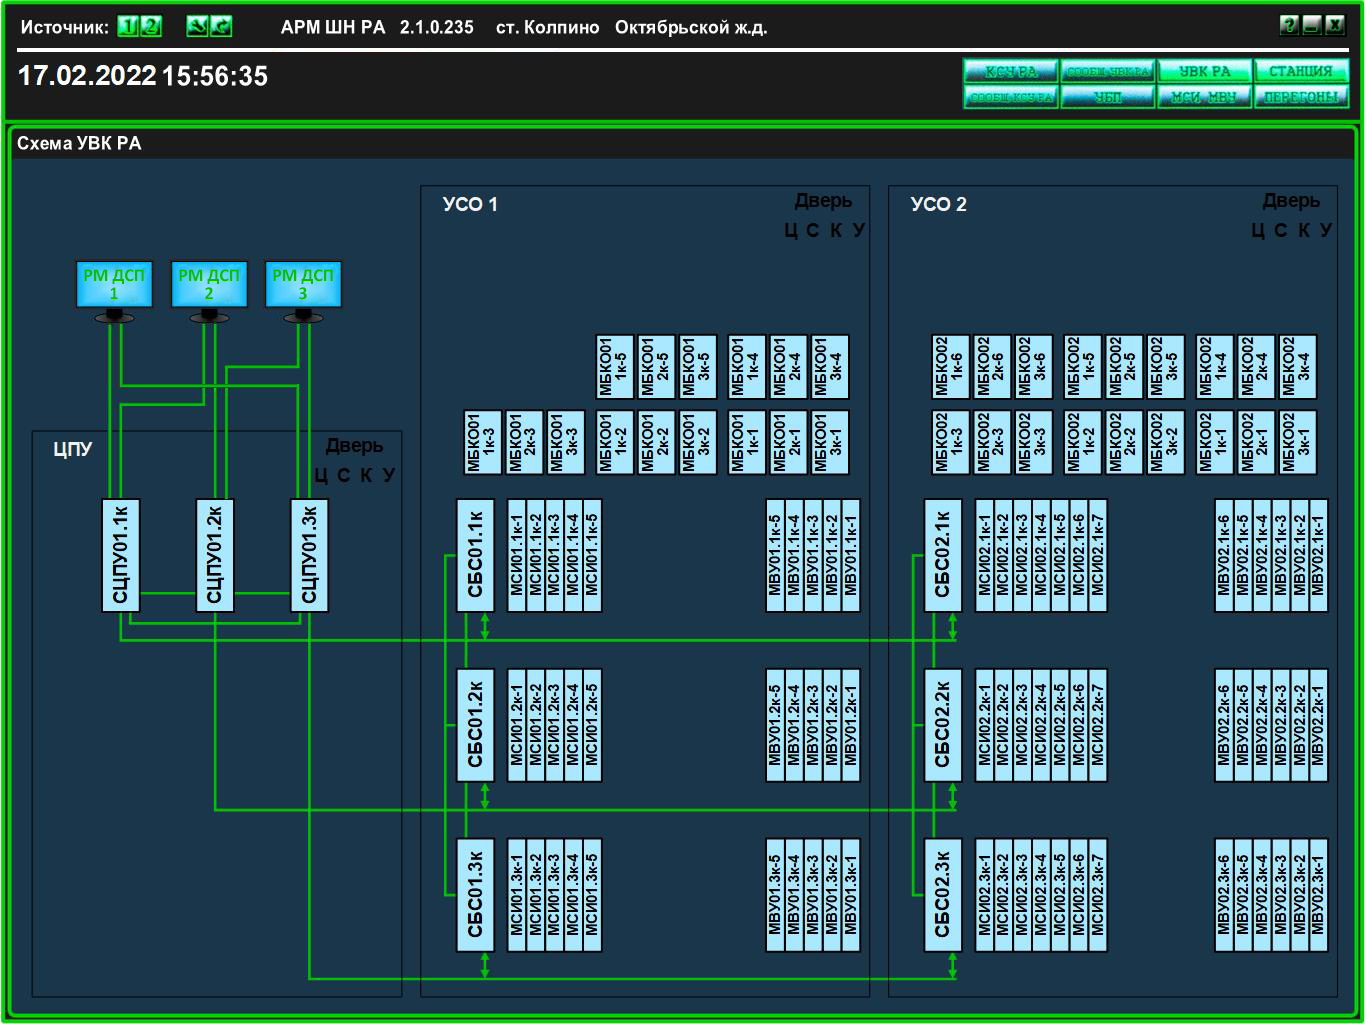 Источник: 1 2 АРМ ШН РА 2.1.0.235 ст. Колпино Октябрьской ж.д. ? _ X
17.02.2022 15:56:35
КСУ РА СООБЩ УВК РА УВК РА СТАНЦИЯ
СООБЩ КСУ РА УБП МСИ МВУ ПЕРЕГОНЫ
Схема УВК РА
РМ ДСП 1
РМ ДСП 2
РМ ДСП 3
ЦПУ
Дверь
Ц С К У
СЦПУ01.1к
СЦПУ01.2к
СЦПУ01.3к
УСО 1
Дверь
Ц С К У
МБКО01 1к-5
МБКО01 2к-5
МБКО01 3к-5
МБКО01 1к-4
МБКО01 2к-4
МБКО01 3к-4
МБКО01 1к-3
МБКО01 2к-3
МБКО01 3к-3
МБКО01 1к-2
МБКО01 2к-2
МБКО01 3к-2
МБКО01 1к-1
МБКО01 2к-1
МБКО01 3к-1
СБС01.1к
МСИ01.1к-1
МСИ01.1к-2
МСИ01.1к-3
МСИ01.1к-4
МСИ01.1к-5
МВУ01.1к-5
МВУ01.1к-4
МВУ01.1к-3
МВУ01.1к-2
МВУ01.1к-1
СБС01.2к
МСИ01.2к-1
МСИ01.2к-2
МСИ01.2к-3
МСИ01.2к-4
МСИ01.2к-5
МВУ01.2к-5
МВУ01.2к-4
МВУ01.2к-3
МВУ01.2к-2
МВУ01.2к-1
СБС01.3к
МСИ01.3к-1
МСИ01.3к-2
МСИ01.3к-3
МСИ01.3к-4
МСИ01.3к-5
МВУ01.3к-5
МВУ01.3к-4
МВУ01.3к-3
МВУ01.3к-2
МВУ01.3к-1
УСО 2
Дверь
Ц С К У
МБКО02 1к-6
МБКО02 2к-6
МБКО02 3к-6
МБКО02 1к-5
МБКО02 2к-5
МБКО02 3к-5
МБКО02 1к-4
МБКО02 2к-4
МБКО02 3к-4
МБКО02 1к-3
МБКО02 2к-3
МБКО02 3к-3
МБКО02 1к-2
МБКО02 2к-2
МБКО02 3к-2
МБКО02 1к-1
МБКО02 2к-1
МБКО02 3к-1
СБС02.1к
МСИ02.1к-1
МСИ02.1к-2
МСИ02.1к-3
МСИ02.1к-4
МСИ02.1к-5
МСИ02.1к-6
МСИ02.1к-7
МВУ02.1к-6
МВУ02.1к-5
МВУ02.1к-4
МВУ02.1к-3
МВУ02.1к-2
МВУ02.1к-1
СБС02.2к
МСИ02.2к-1
МСИ02.2к-2
МСИ02.2к-3
МСИ02.2к-4
МСИ02.2к-5
МСИ02.2к-6
МСИ02.2к-7
МВУ02.2к-6
МВУ02.2к-5
МВУ02.2к-4
МВУ02.2к-3
МВУ02.2к-2
МВУ02.2к-1
СБС02.3к
МСИ02.3к-1
МСИ02.3к-2
МСИ02.3к-3
МСИ02.3к-4
МСИ02.3к-5
МСИ02.3к-6
МСИ02.3к-7
МВУ02.3к-6
МВУ02.3к-5
МВУ02.3к-4
МВУ02.3к-3
МВУ02.3к-2
МВУ02.3к-1